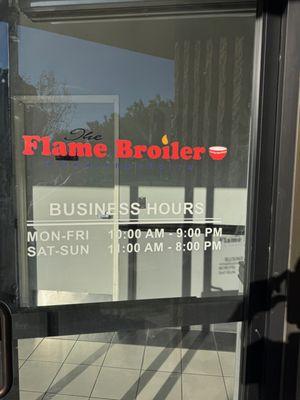 The
Flame Broiler
BUSINESS HOURS
MON-FRI 10:00 AM - 9:00 PM
SAT-SUN 11:00 AM - 8:00 PM